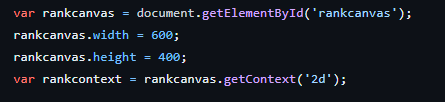 var rankcanvas = document.getElementById('rankcanvas');
rankcanvas.width = 600;
rankcanvas.height = 400;
var rankcontext = rankcanvas.getContext('2d');